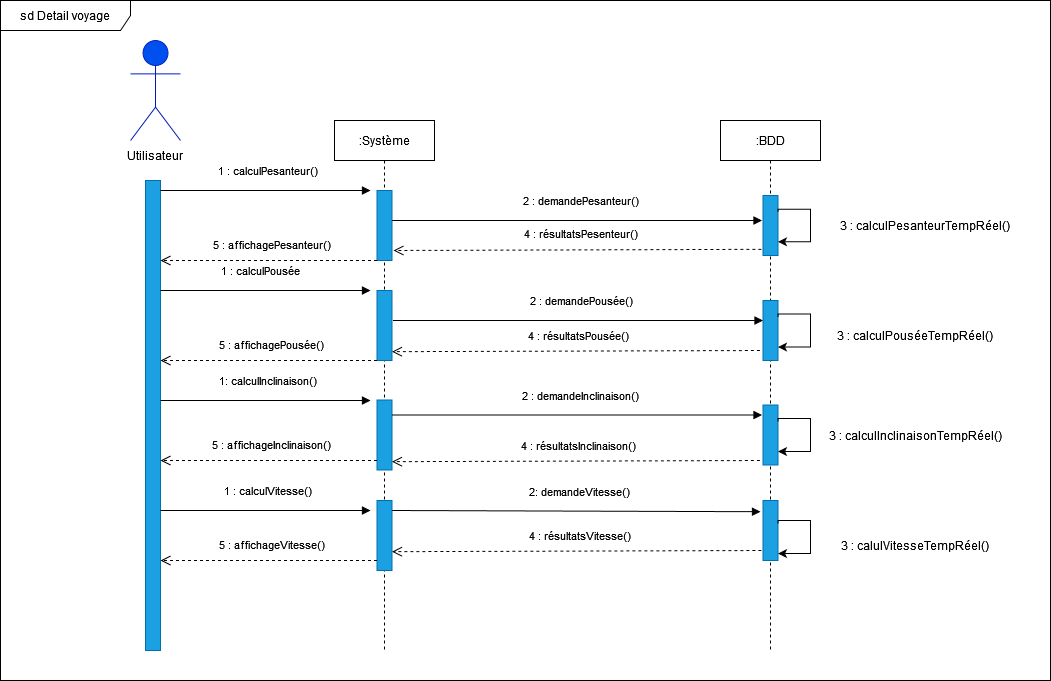 sd Detail voyage
Utilisateur
:Système
:BDD
1 : calculPesanteur()
2 : demandePesanteur()
3 : calculPesanteurTempRéel()
4 : résultatsPesenteur()
5 : affichagePesanteur()
1 : calculPousée
2 : demandePousée()
3 : calculPouséeTempRéel()
4 : résultatsPousée()
5 : affichagePousée()
1: calculInclinaison()
2 : demandeInclinaison()
3 : calculInclinaisonTempRéel()
4 : résultatsInclinaison()
5 : affichageInclinaison()
1 : calculVitesse()
2: demandeVitesse()
3 : calulVitesseTempRéel()
4 : résultatsVitesse()
5 : affichageVitesse()